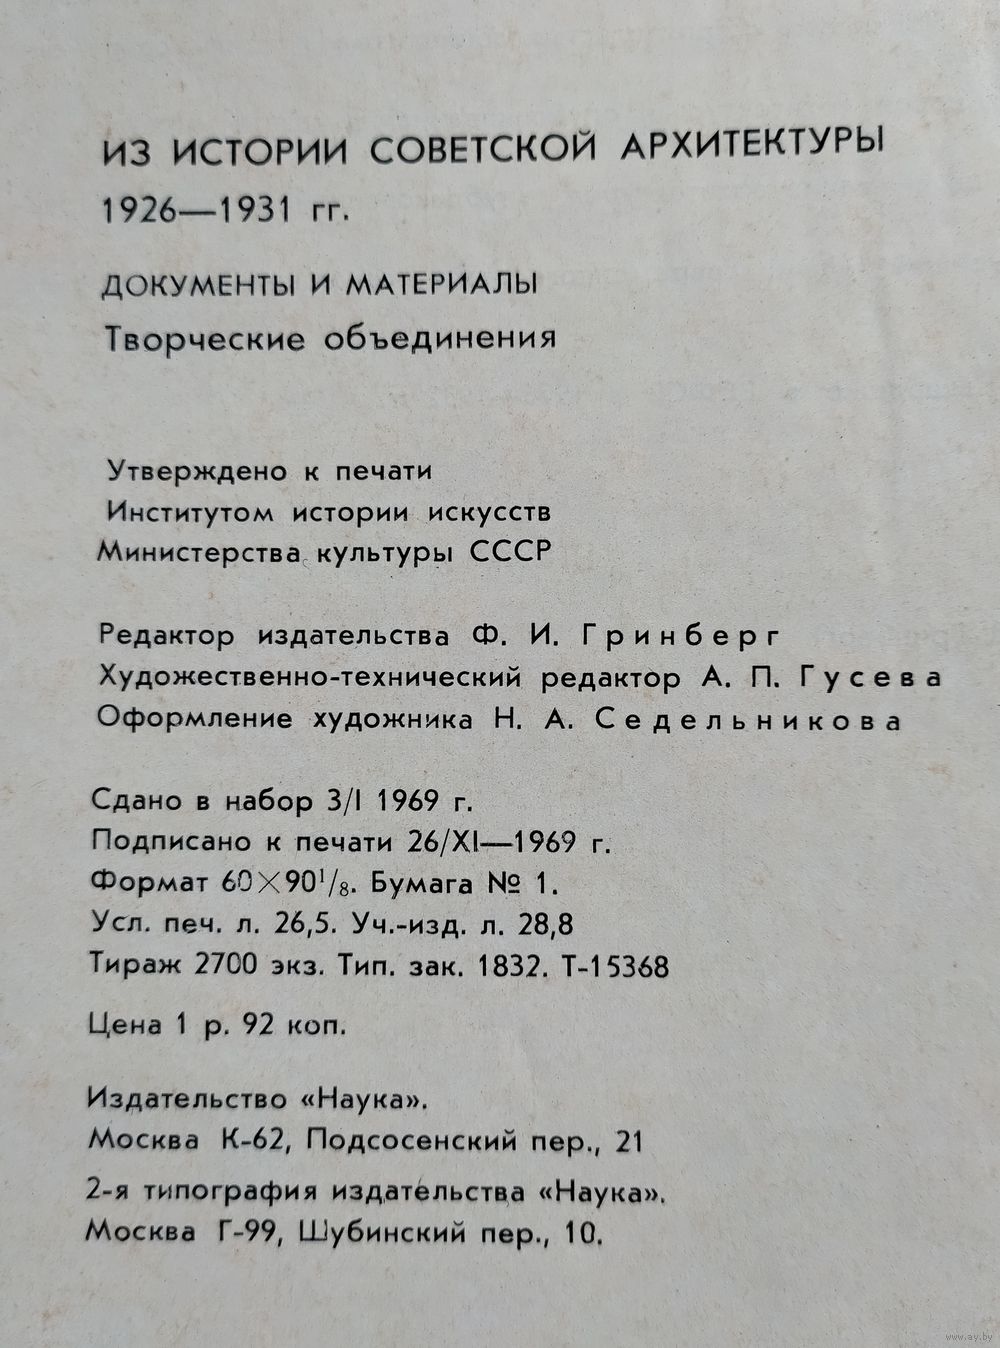 ИЗ ИСТОРИИ СОВЕТСКОЙ АРХИТЕКТУРЫ
1926—1931 гг.
ДОКУМЕНТЫ И МАТЕРИАЛЫ
Творческие объединения
Утверждено к печати
Институтом истории искусств
Министерства культуры СССР
Редактор издательства Ф. И. Гринберг
Художественно-технический редактор А. П. Гусева
Оформление художника Н. А. Седельникова
Сдано в набор 3/I 1969 г.
Подписано к печати 26/XI—1969 г.
Формат 60×90¹/₈. Бумага № 1.
Усл. печ. л. 26,5. Уч.-изд. л. 28,8
Тираж 2700 экз. Тип. зак. 1832. Т-15368
Цена 1 р. 92 коп.
Издательство «Наука».
Москва К-62, Подсосенский пер., 21
2-я типография издательства «Наука».
Москва Г-99, Шубинский пер., 10.
www.ay.by